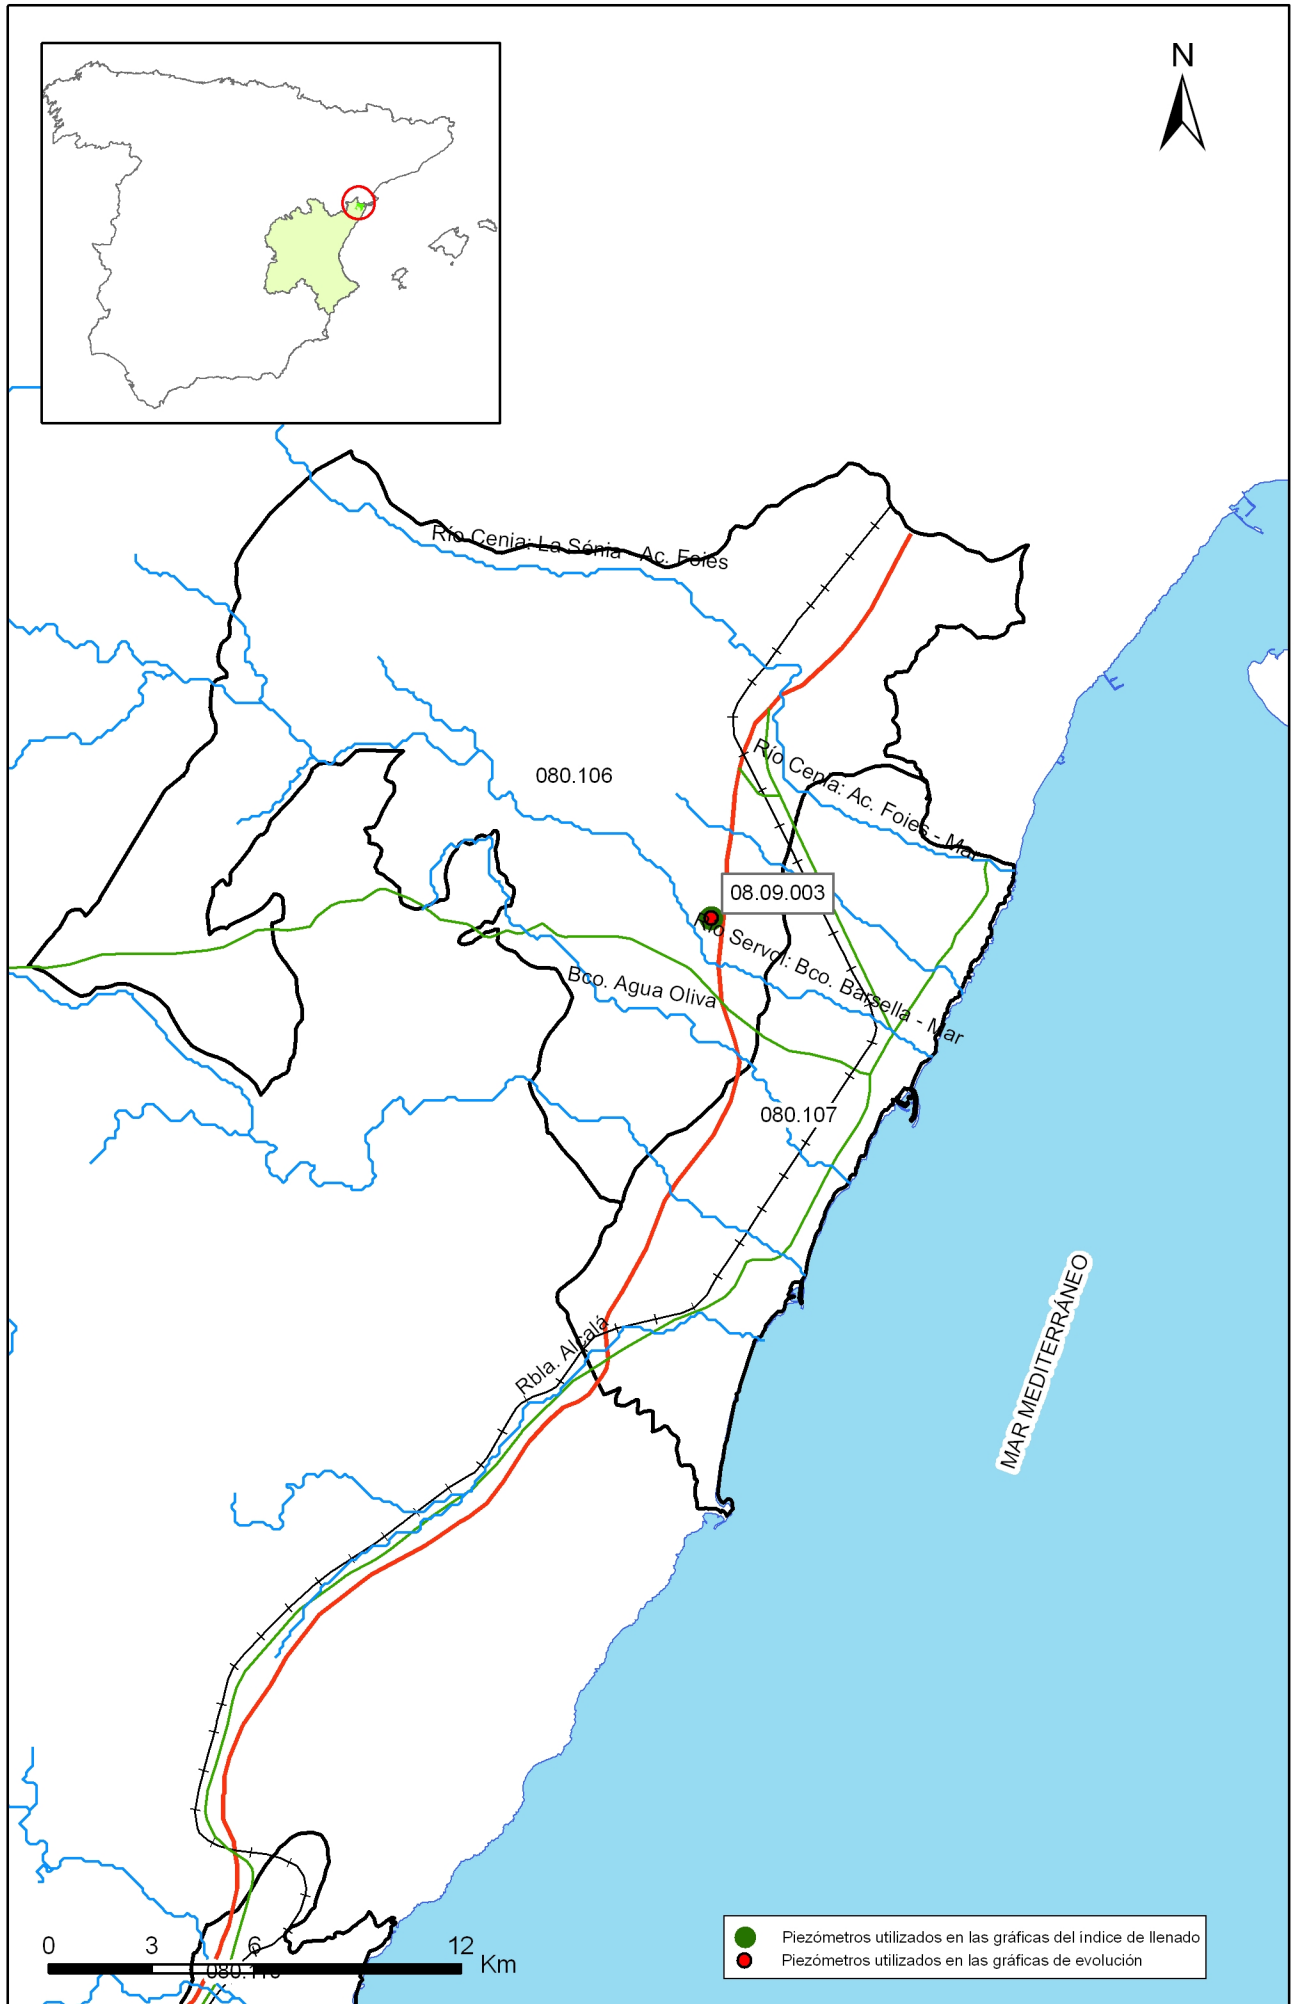 N
Río Cenia: La Sénia - Ac. Foies
080.106
Río Cenia: Ac. Foies - Mar
08.09.003
Río Servol: Bco. Barsella - Mar
Bco. Agua Oliva
080.107
MAR MEDITERRÁNEO
Rbla. Alcalá
0 3 6 12
Km
080.110
Piezómetros utilizados en las gráficas del índice de llenado
Piezómetros utilizados en las gráficas de evolución